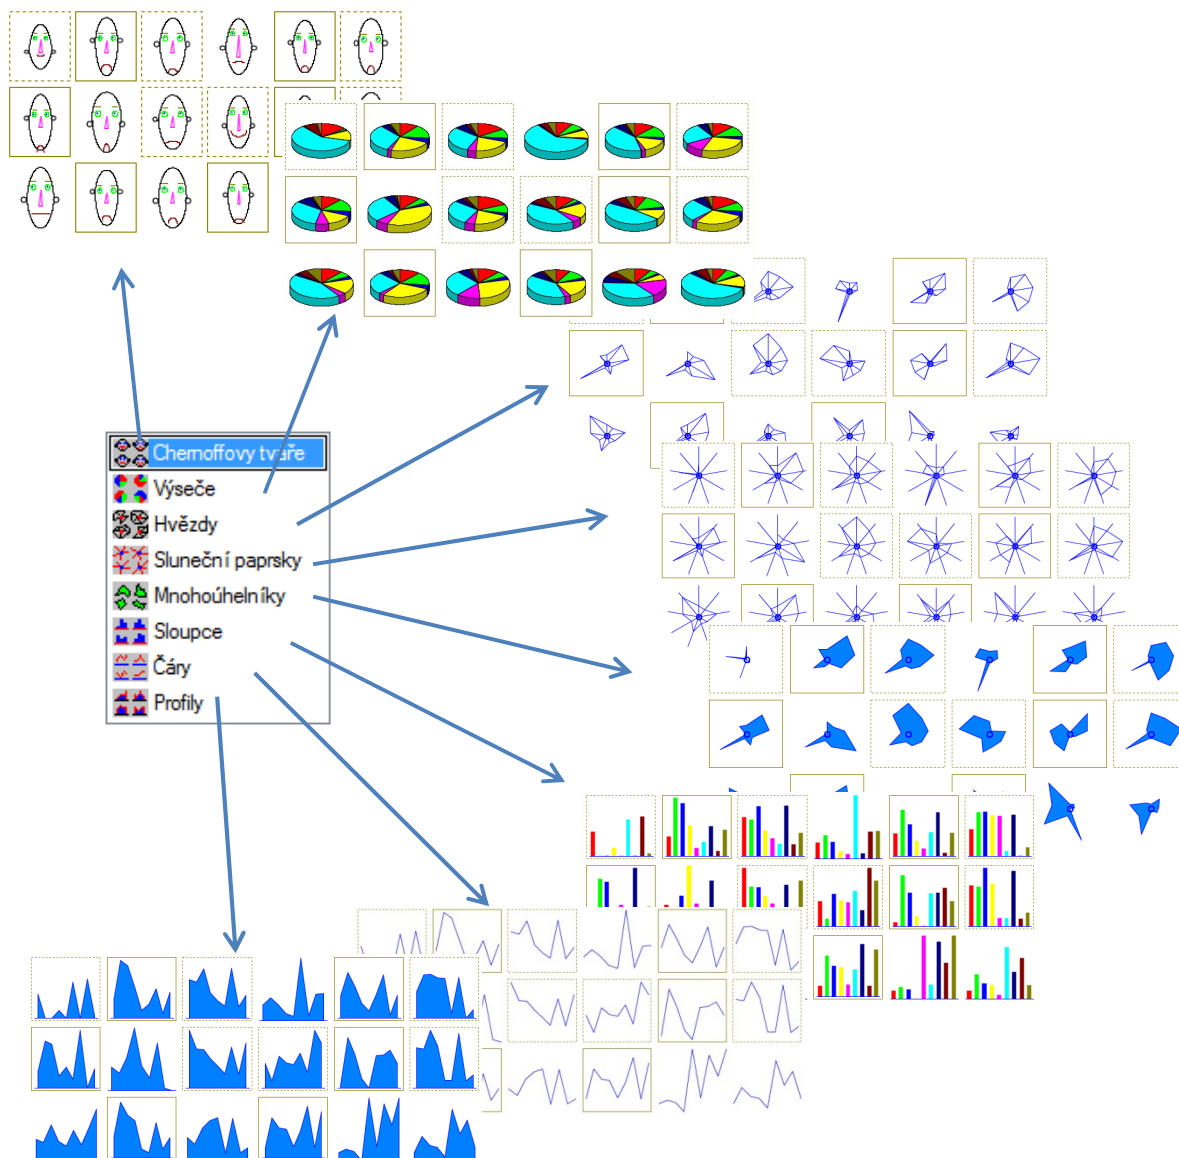 Chernoffovy tváře
Výseče
Hvězdy
Sluneční paprsky
Mnohoúhelníky
Sloupce
Čáry
Profily